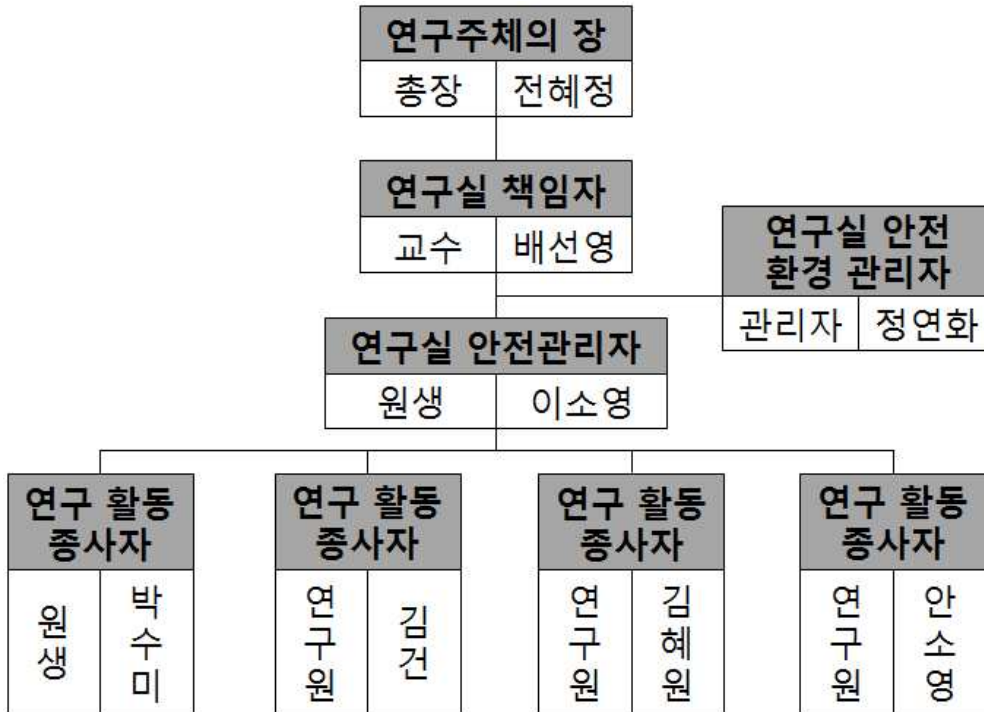 연구주체의 장
총장 전혜정
연구실 책임자
교수 배선영
연구실 안전
환경 관리자
관리자 정연화
연구실 안전관리자
원생 이소영
연구 활동
종사자
원생 박수미
연구 활동
종사자
연구원 김건
연구 활동
종사자
연구원 김혜원
연구 활동
종사자
연구원 안소영